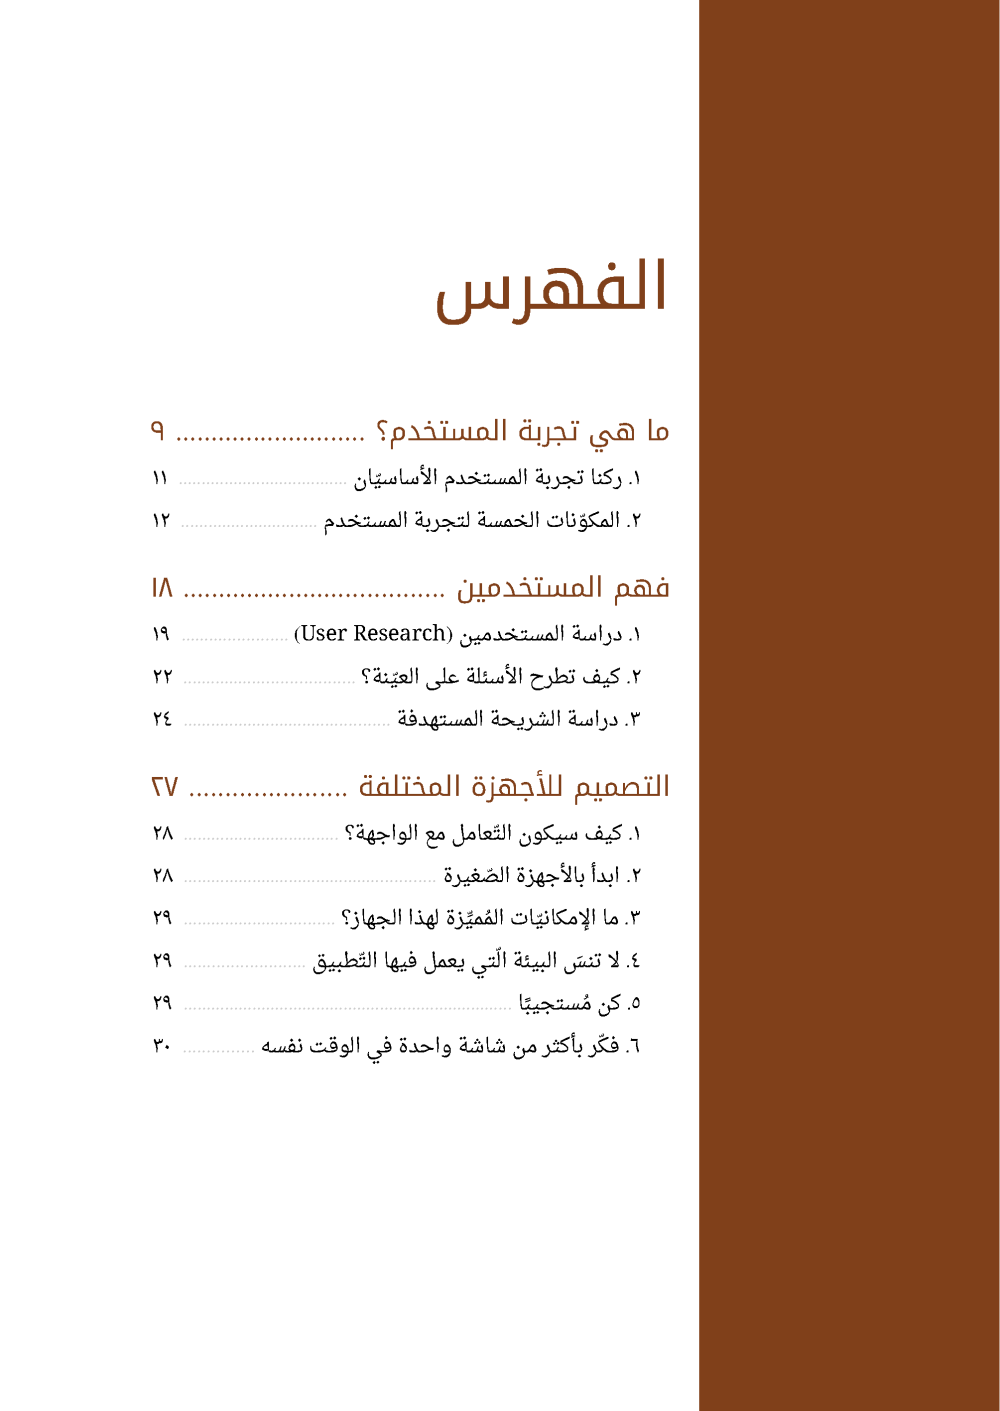 الفهرس
ما هي تجربة المستخدم؟ ........................... ٩
١. ركنا تجربة المستخدم الأساسيّان ..................................... ١١
٢. المكوّنات الخمسة لتجربة المستخدم .............................. ١٢
فهم المستخدمين ..................................... ١٨
١. دراسة المستخدمين (User Research) ........................ ١٩
٢. كيف تطرح الأسئلة على العيّنة؟ ...................................... ٢٢
٣. دراسة الشريحة المستهدفة .............................................. ٢٤
التصميم للأجهزة المختلفة ...................... ٢٧
١. كيف سيكون التّعامل مع الواجهة؟ .................................. ٢٨
٢. ابدأ بالأجهزة الصّغيرة ........................................................ ٢٨
٣. ما الإمكانيّات المُميِّزة لهذا الجهاز؟ ................................. ٢٩
٤. لا تنسَ البيئة الّتي يعمل فيها التّطبيق ........................... ٢٩
٥. كن مُستجيبًا ......................................................................... ٢٩
٦. فكّر بأكثر من شاشة واحدة في الوقت نفسه ................ ٣٠